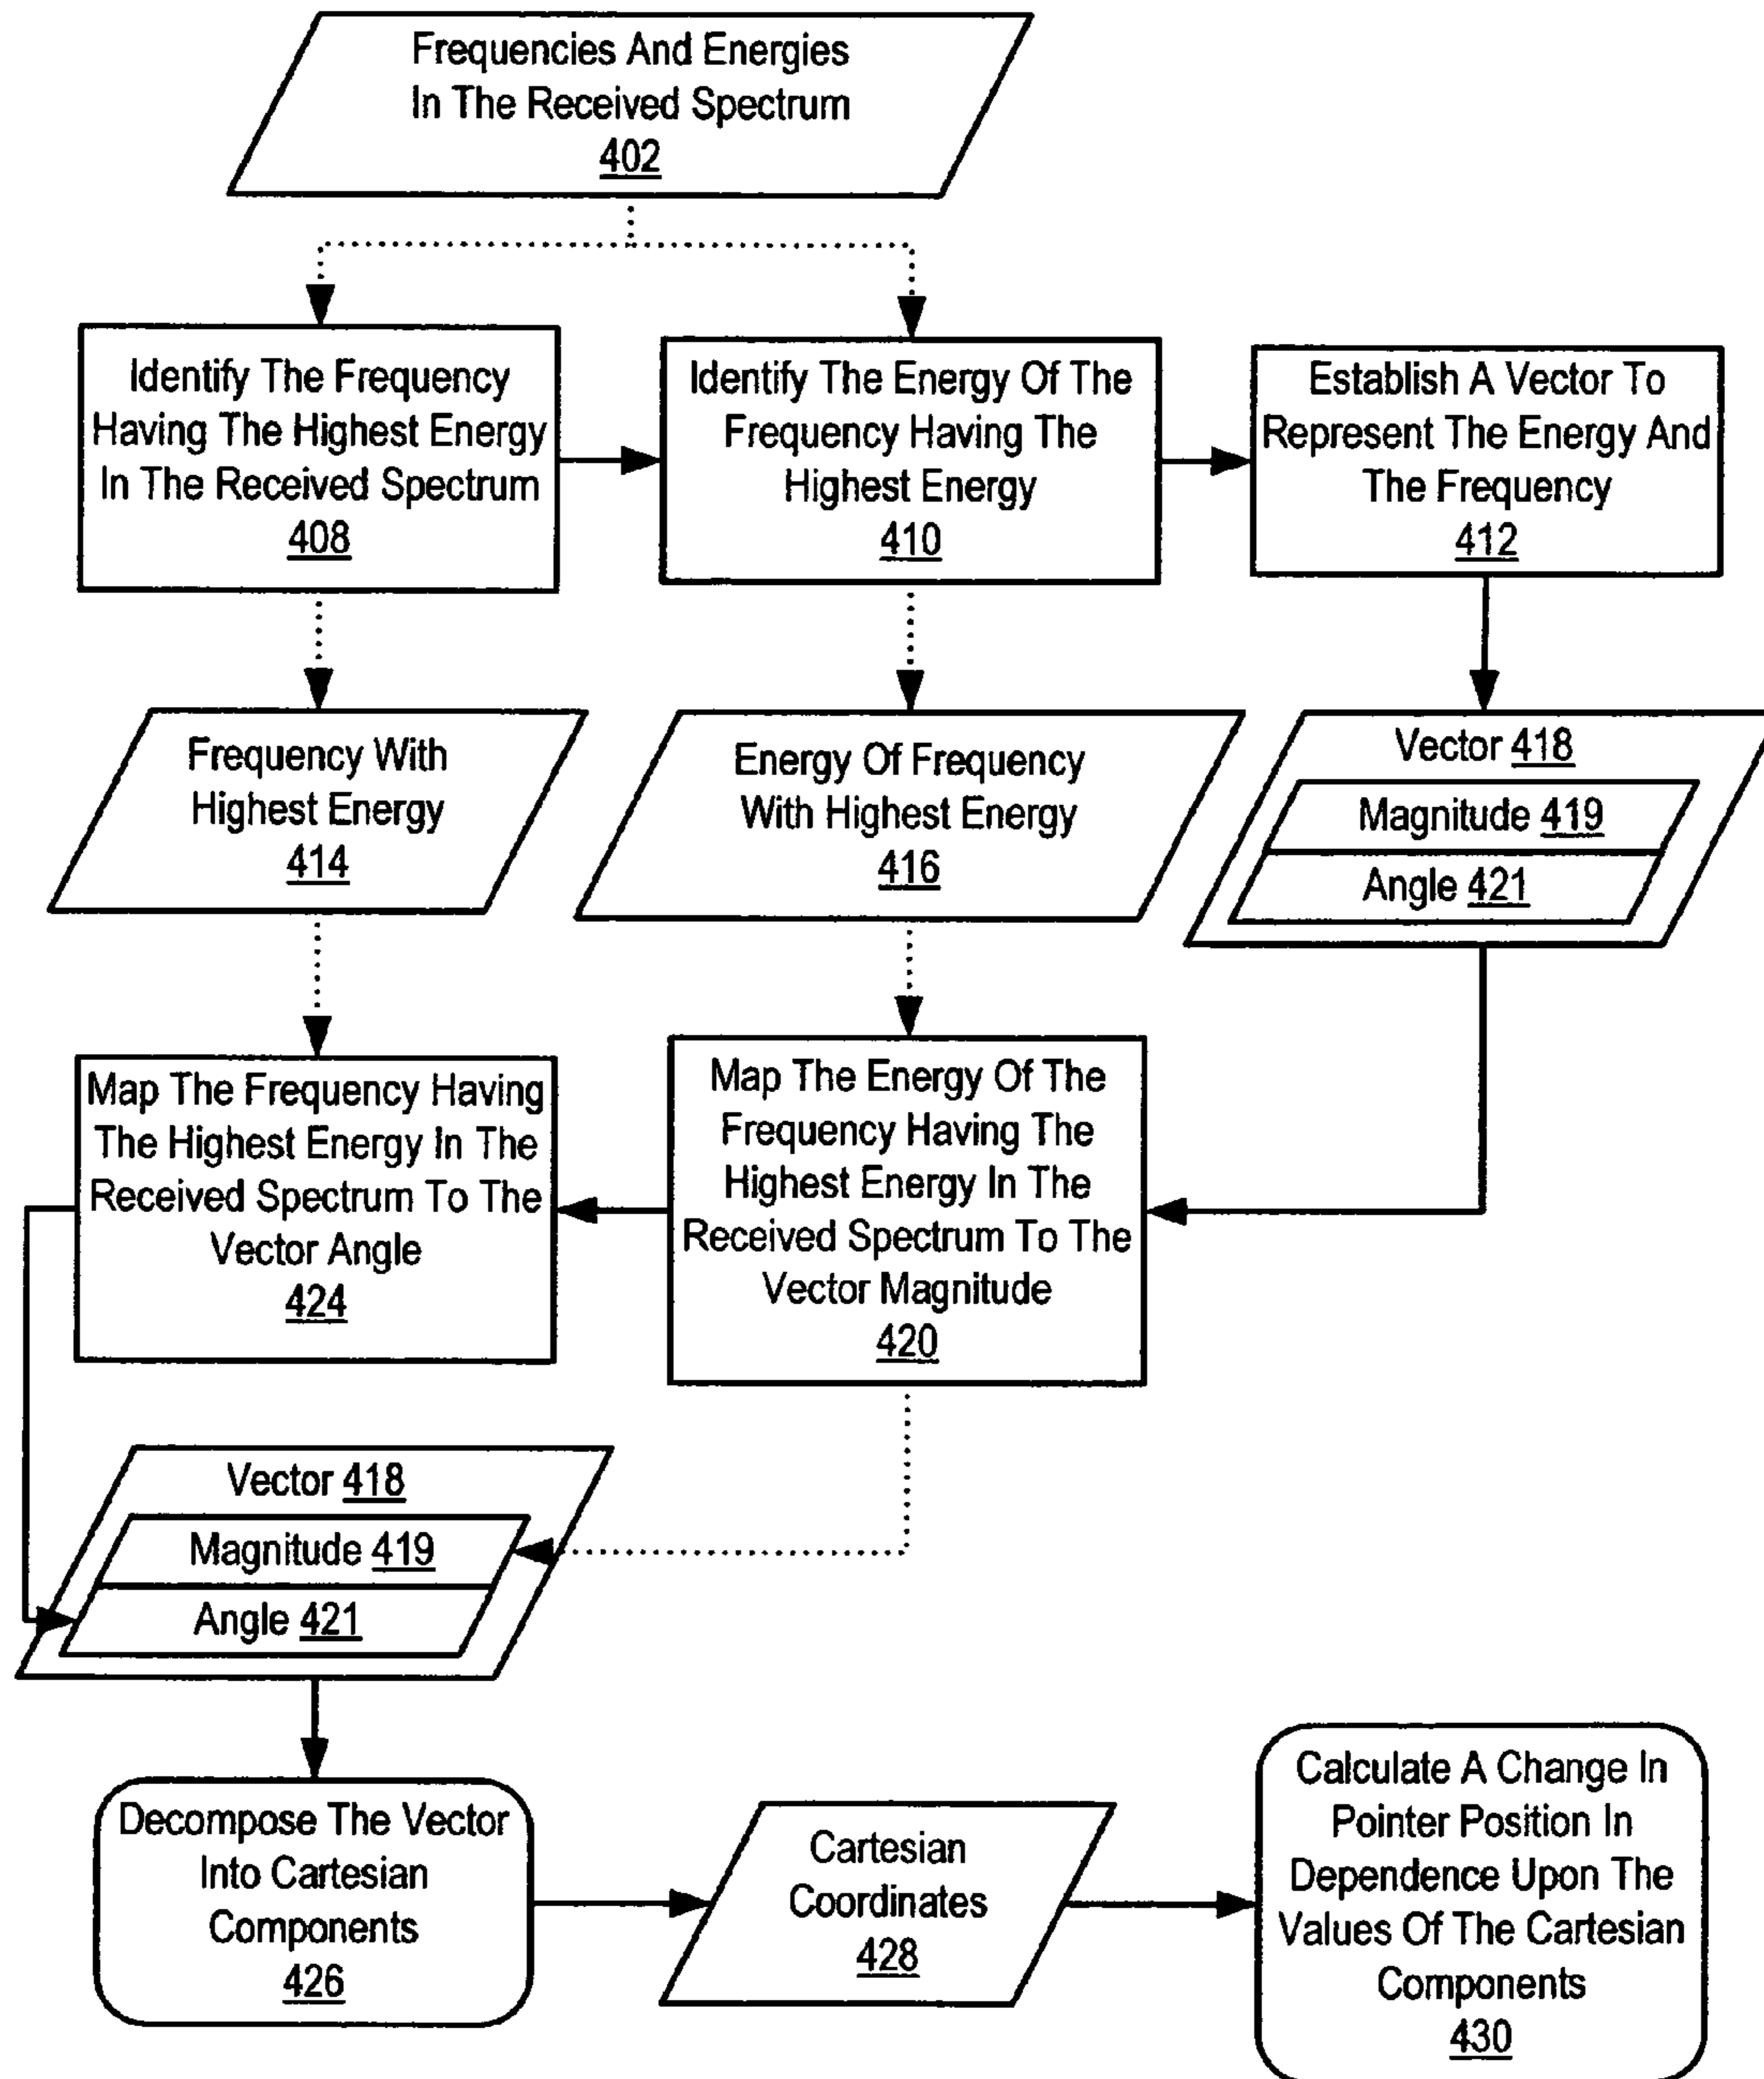 Frequencies And Energies
In The Received Spectrum
402
Identify The Frequency
Having The Highest Energy
In The Received Spectrum
408
Identify The Energy Of The
Frequency Having The
Highest Energy
410
Establish A Vector To
Represent The Energy And
The Frequency
412
Frequency With
Highest Energy
414
Energy Of Frequency
With Highest Energy
416
Vector 418
Magnitude 419
Angle 421
Map The Frequency Having
The Highest Energy In The
Received Spectrum To The
Vector Angle
424
Map The Energy Of The
Frequency Having The
Highest Energy In The
Received Spectrum To The
Vector Magnitude
420
Vector 418
Magnitude 419
Angle 421
Decompose The Vector
Into Cartesian
Components
426
Cartesian
Coordinates
428
Calculate A Change In
Pointer Position In
Dependence Upon The
Values Of The Cartesian
Components
430